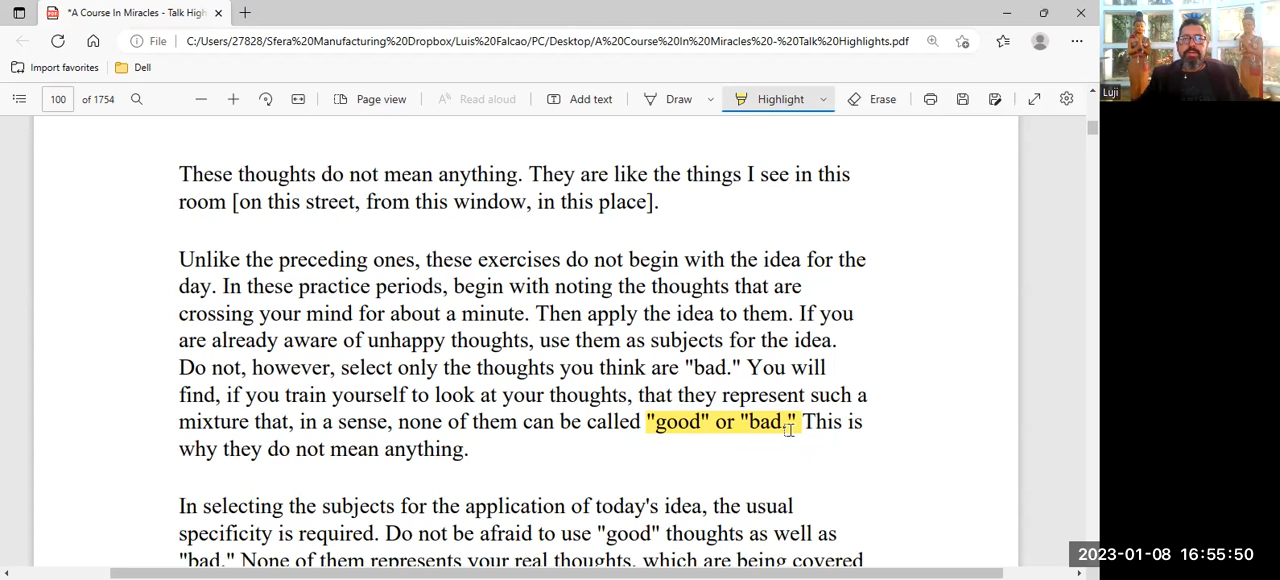 *A Course In Miracles - Talk High
File
C:/Users/27828/Sfera%20Manufacturing%20Dropbox/Luis%20Falcao/PC/Desktop/A%20Course%20In%20Miracles%20-%20Talk%20Highlights.pdf
Import favorites
Dell
100
of 1754
Page view
Read aloud
Add text
Draw
Highlight
Erase
Lüji
These thoughts do not mean anything. They are like the things I see in this
room [on this street, from this window, in this place].
Unlike the preceding ones, these exercises do not begin with the idea for the
day. In these practice periods, begin with noting the thoughts that are
crossing your mind for about a minute. Then apply the idea to them. If you
are already aware of unhappy thoughts, use them as subjects for the idea.
Do not, however, select only the thoughts you think are "bad." You will
find, if you train yourself to look at your thoughts, that they represent such a
mixture that, in a sense, none of them can be called "good" or "bad." This is
why they do not mean anything.
In selecting the subjects for the application of today's idea, the usual
specificity is required. Do not be afraid to use "good" thoughts as well as
"bad." None of them represents your real thoughts, which are being covered
2023-01-08 16:55:50